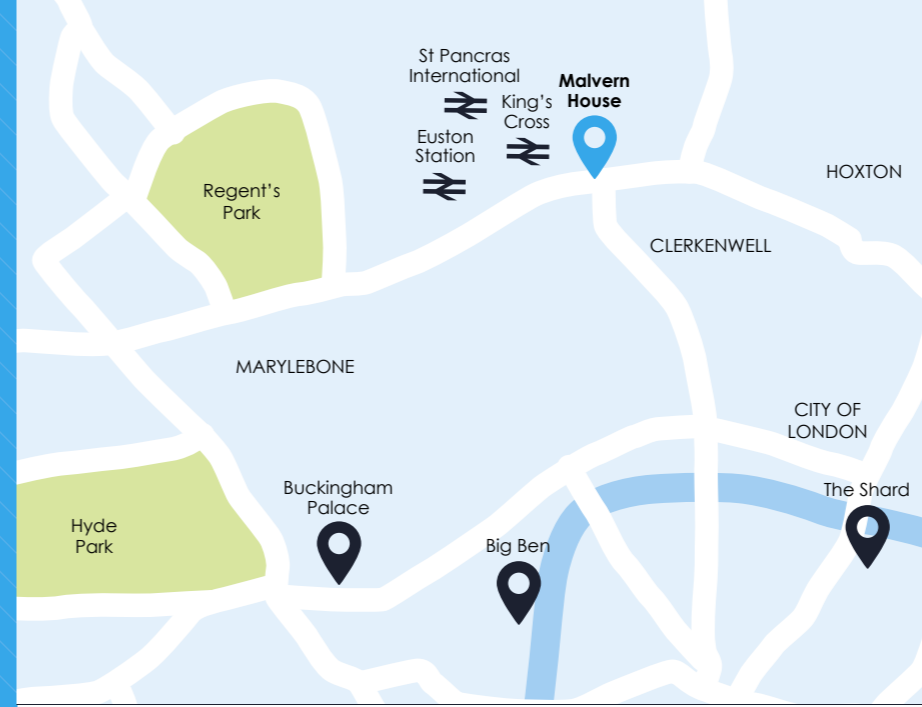 St Pancras
International
Malvern
House
King's
Cross
Euston
Station
HOXTON
Regent's
Park
CLERKENWELL
MARYLEBONE
CITY OF
LONDON
Buckingham
Palace
The Shard
Hyde
Park
Big Ben